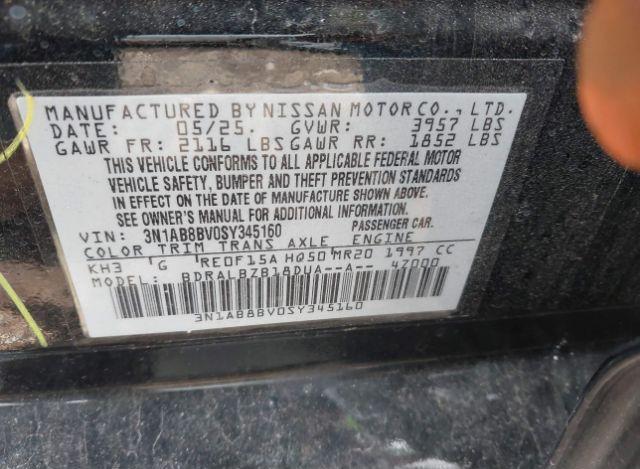 MANUFACTURED BY NISSAN MOTOR CO., LTD.
DATE: 05/25. GVWR: 3957 LBS
GAWR FR: 2116 LBS GAWR RR: 1852 LBS
THIS VEHICLE CONFORMS TO ALL APPLICABLE FEDERAL MOTOR
VEHICLE SAFETY, BUMPER AND THEFT PREVENTION STANDARDS
IN EFFECT ON THE DATE OF MANUFACTURE SHOWN ABOVE.
SEE OWNER'S MANUAL FOR ADDITIONAL INFORMATION.
VIN: 3N1AB8BV0SY345160 PASSENGER CAR.
COLOR TRIM TRANS AXLE ENGINE
KH3 G RE0F15A HQ50 MR20 1997 CC
MODEL: BDRALBZB18DUA--A-- 47000
3N1AB8BV0SY345160